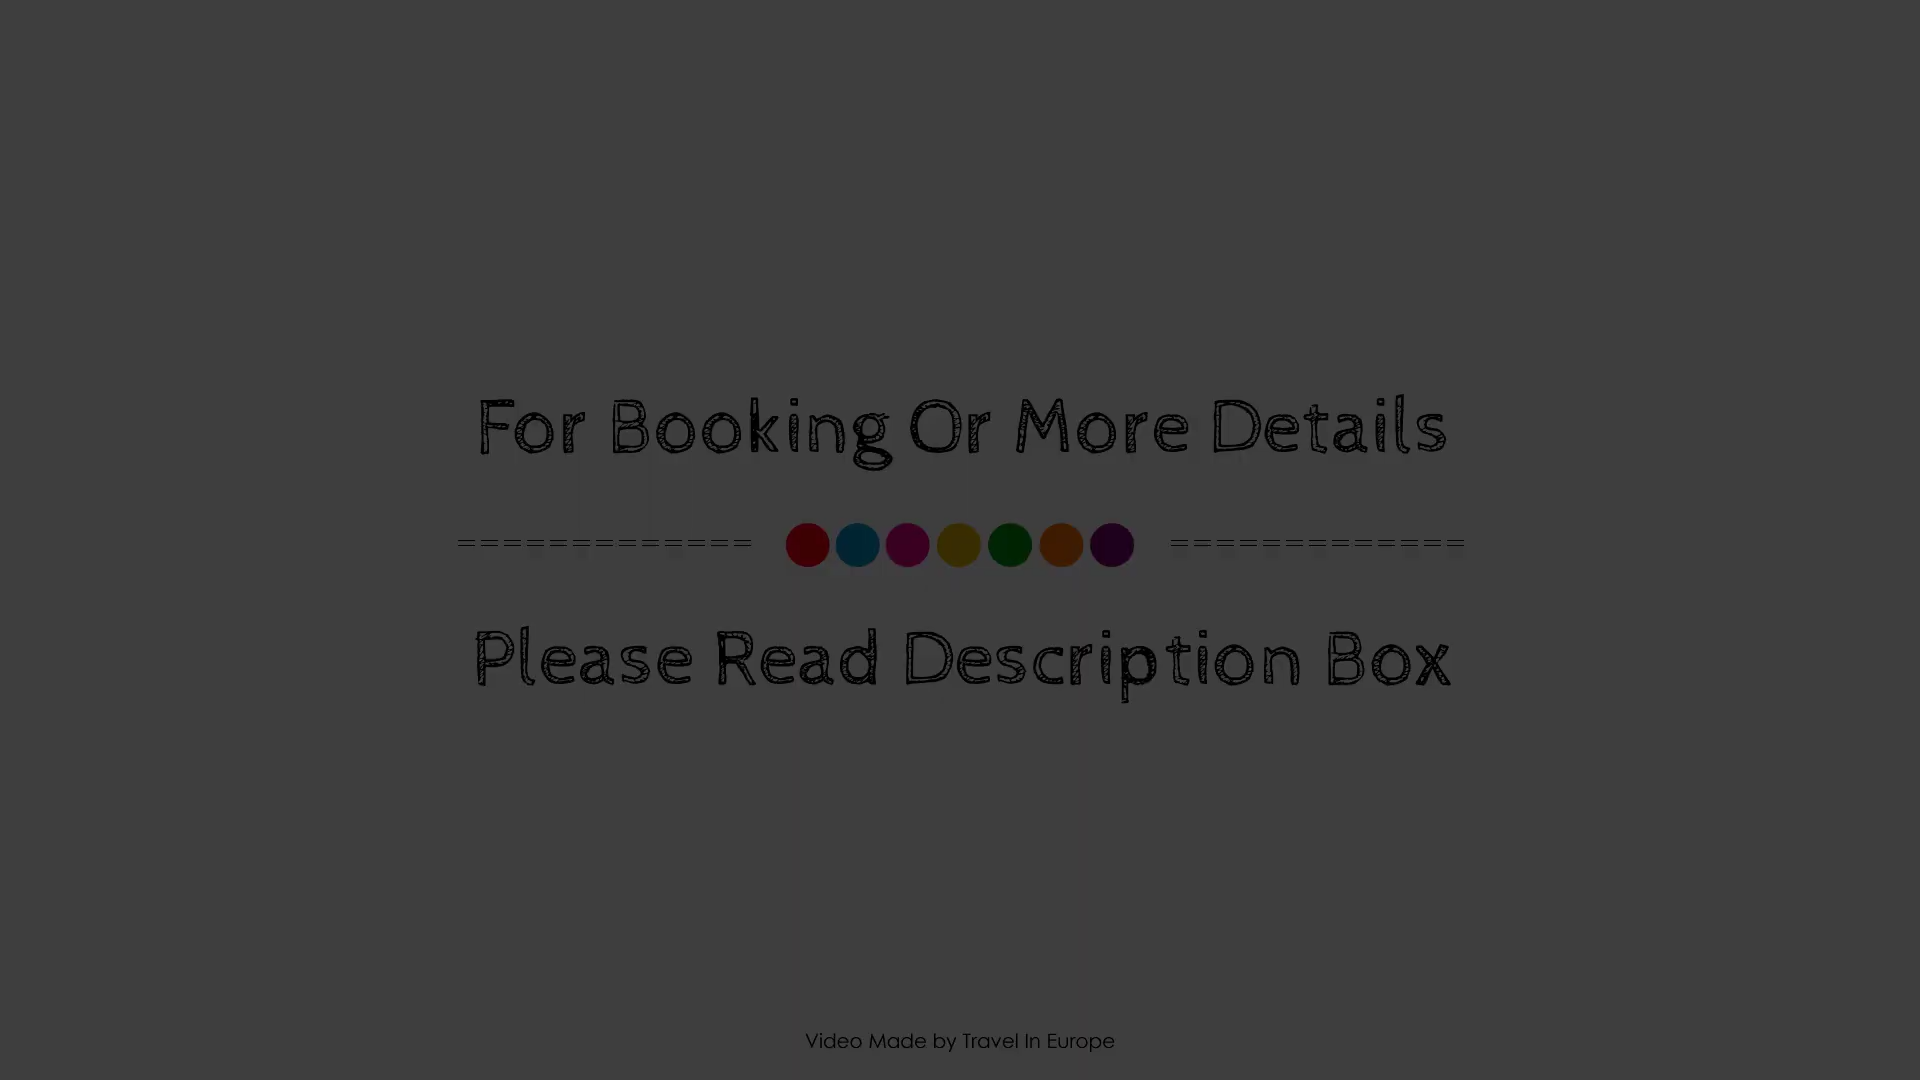 For Booking Or More Details
============= =============
Please Read Description Box
Video Made by Travel In Europe